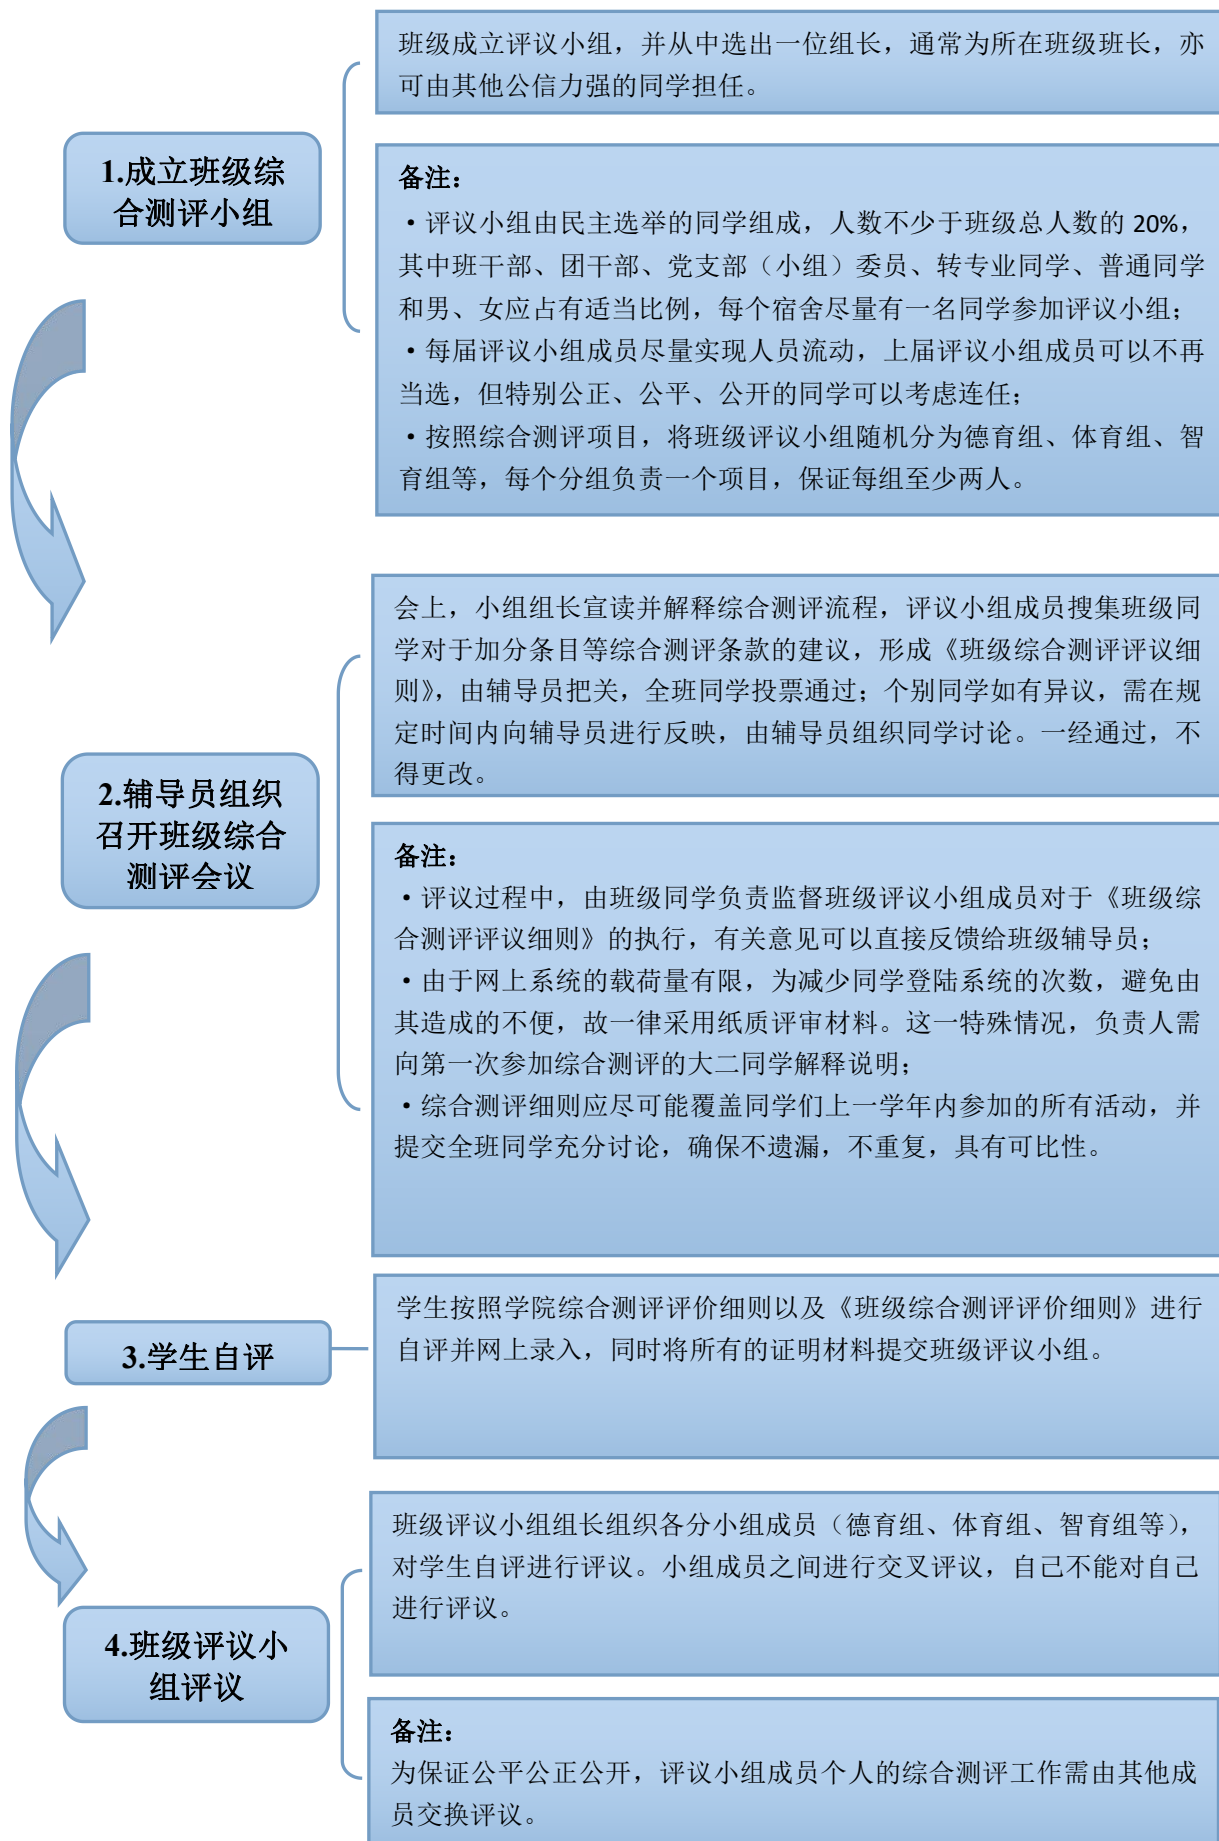 班级成立评议小组，并从中选出一位组长，通常为所在班级班长，亦
可由其他公信力强的同学担任。
1.成立班级综
合测评小组
备注：
·评议小组由民主选举的同学组成，人数不少于班级总人数的 20%，
其中班干部、团干部、党支部（小组）委员、转专业同学、普通同学
和男、女应占有适当比例，每个宿舍尽量有一名同学参加评议小组；
·每届评议小组成员尽量实现人员流动，上届评议小组成员可以不再
当选，但特别公正、公平、公开的同学可以考虑连任；
·按照综合测评项目，将班级评议小组随机分为德育组、体育组、智
育组等，每个分组负责一个项目，保证每组至少两人。
会上，小组组长宣读并解释综合测评流程，评议小组成员搜集班级同
学对于加分条目等综合测评条款的建议，形成《班级综合测评评议细
则》，由辅导员把关，全班同学投票通过；个别同学如有异议，需在规
定时间内向辅导员进行反映，由辅导员组织同学讨论。一经通过，不
得更改。
2.辅导员组织
召开班级综合
测评会议
备注：
·评议过程中，由班级同学负责监督班级评议小组成员对于《班级综
合测评评议细则》的执行，有关意见可以直接反馈给班级辅导员；
·由于网上系统的载荷量有限，为减少同学登陆系统的次数，避免由
其造成的不便，故一律采用纸质评审材料。这一特殊情况，负责人需
向第一次参加综合测评的大二同学解释说明；
·综合测评细则应尽可能覆盖同学们上一学年内参加的所有活动，并
提交全班同学充分讨论，确保不遗漏，不重复，具有可比性。
3.学生自评
学生按照学院综合测评评价细则以及《班级综合测评评价细则》进行
自评并网上录入，同时将所有的证明材料提交班级评议小组。
班级评议小组组长组织各分小组成员（德育组、体育组、智育组等），
对学生自评进行评议。小组成员之间进行交叉评议，自己不能对自己
进行评议。
4.班级评议小
组评议
备注：
为保证公平公正公开，评议小组成员个人的综合测评工作需由其他成
员交换评议。